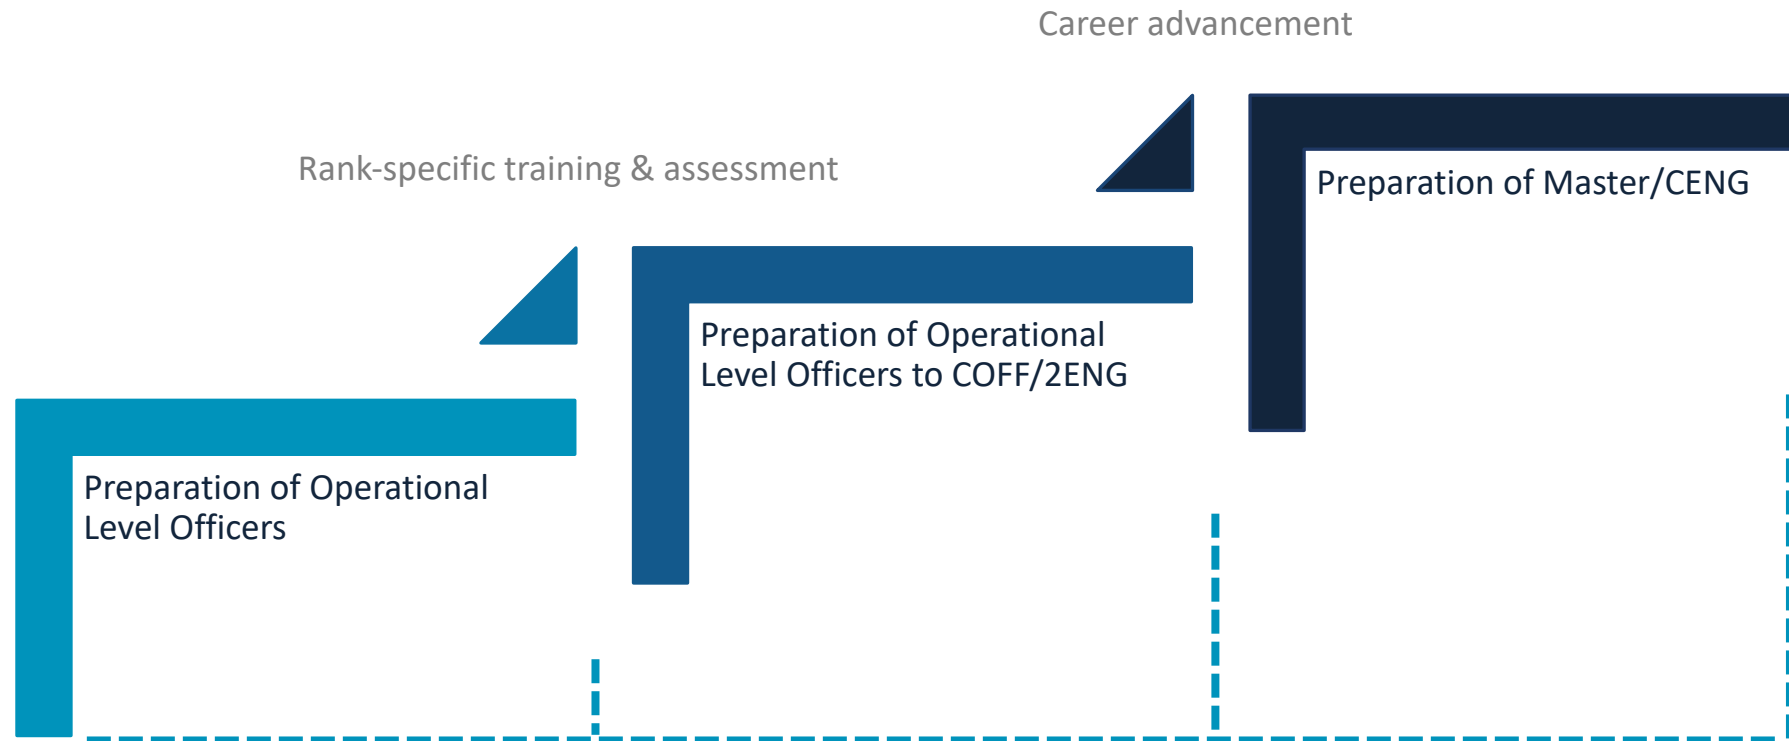 Career advancement
Rank-specific training & assessment
Preparation of Master/CENG
Preparation of Operational
Level Officers to COFF/2ENG
Preparation of Operational
Level Officers